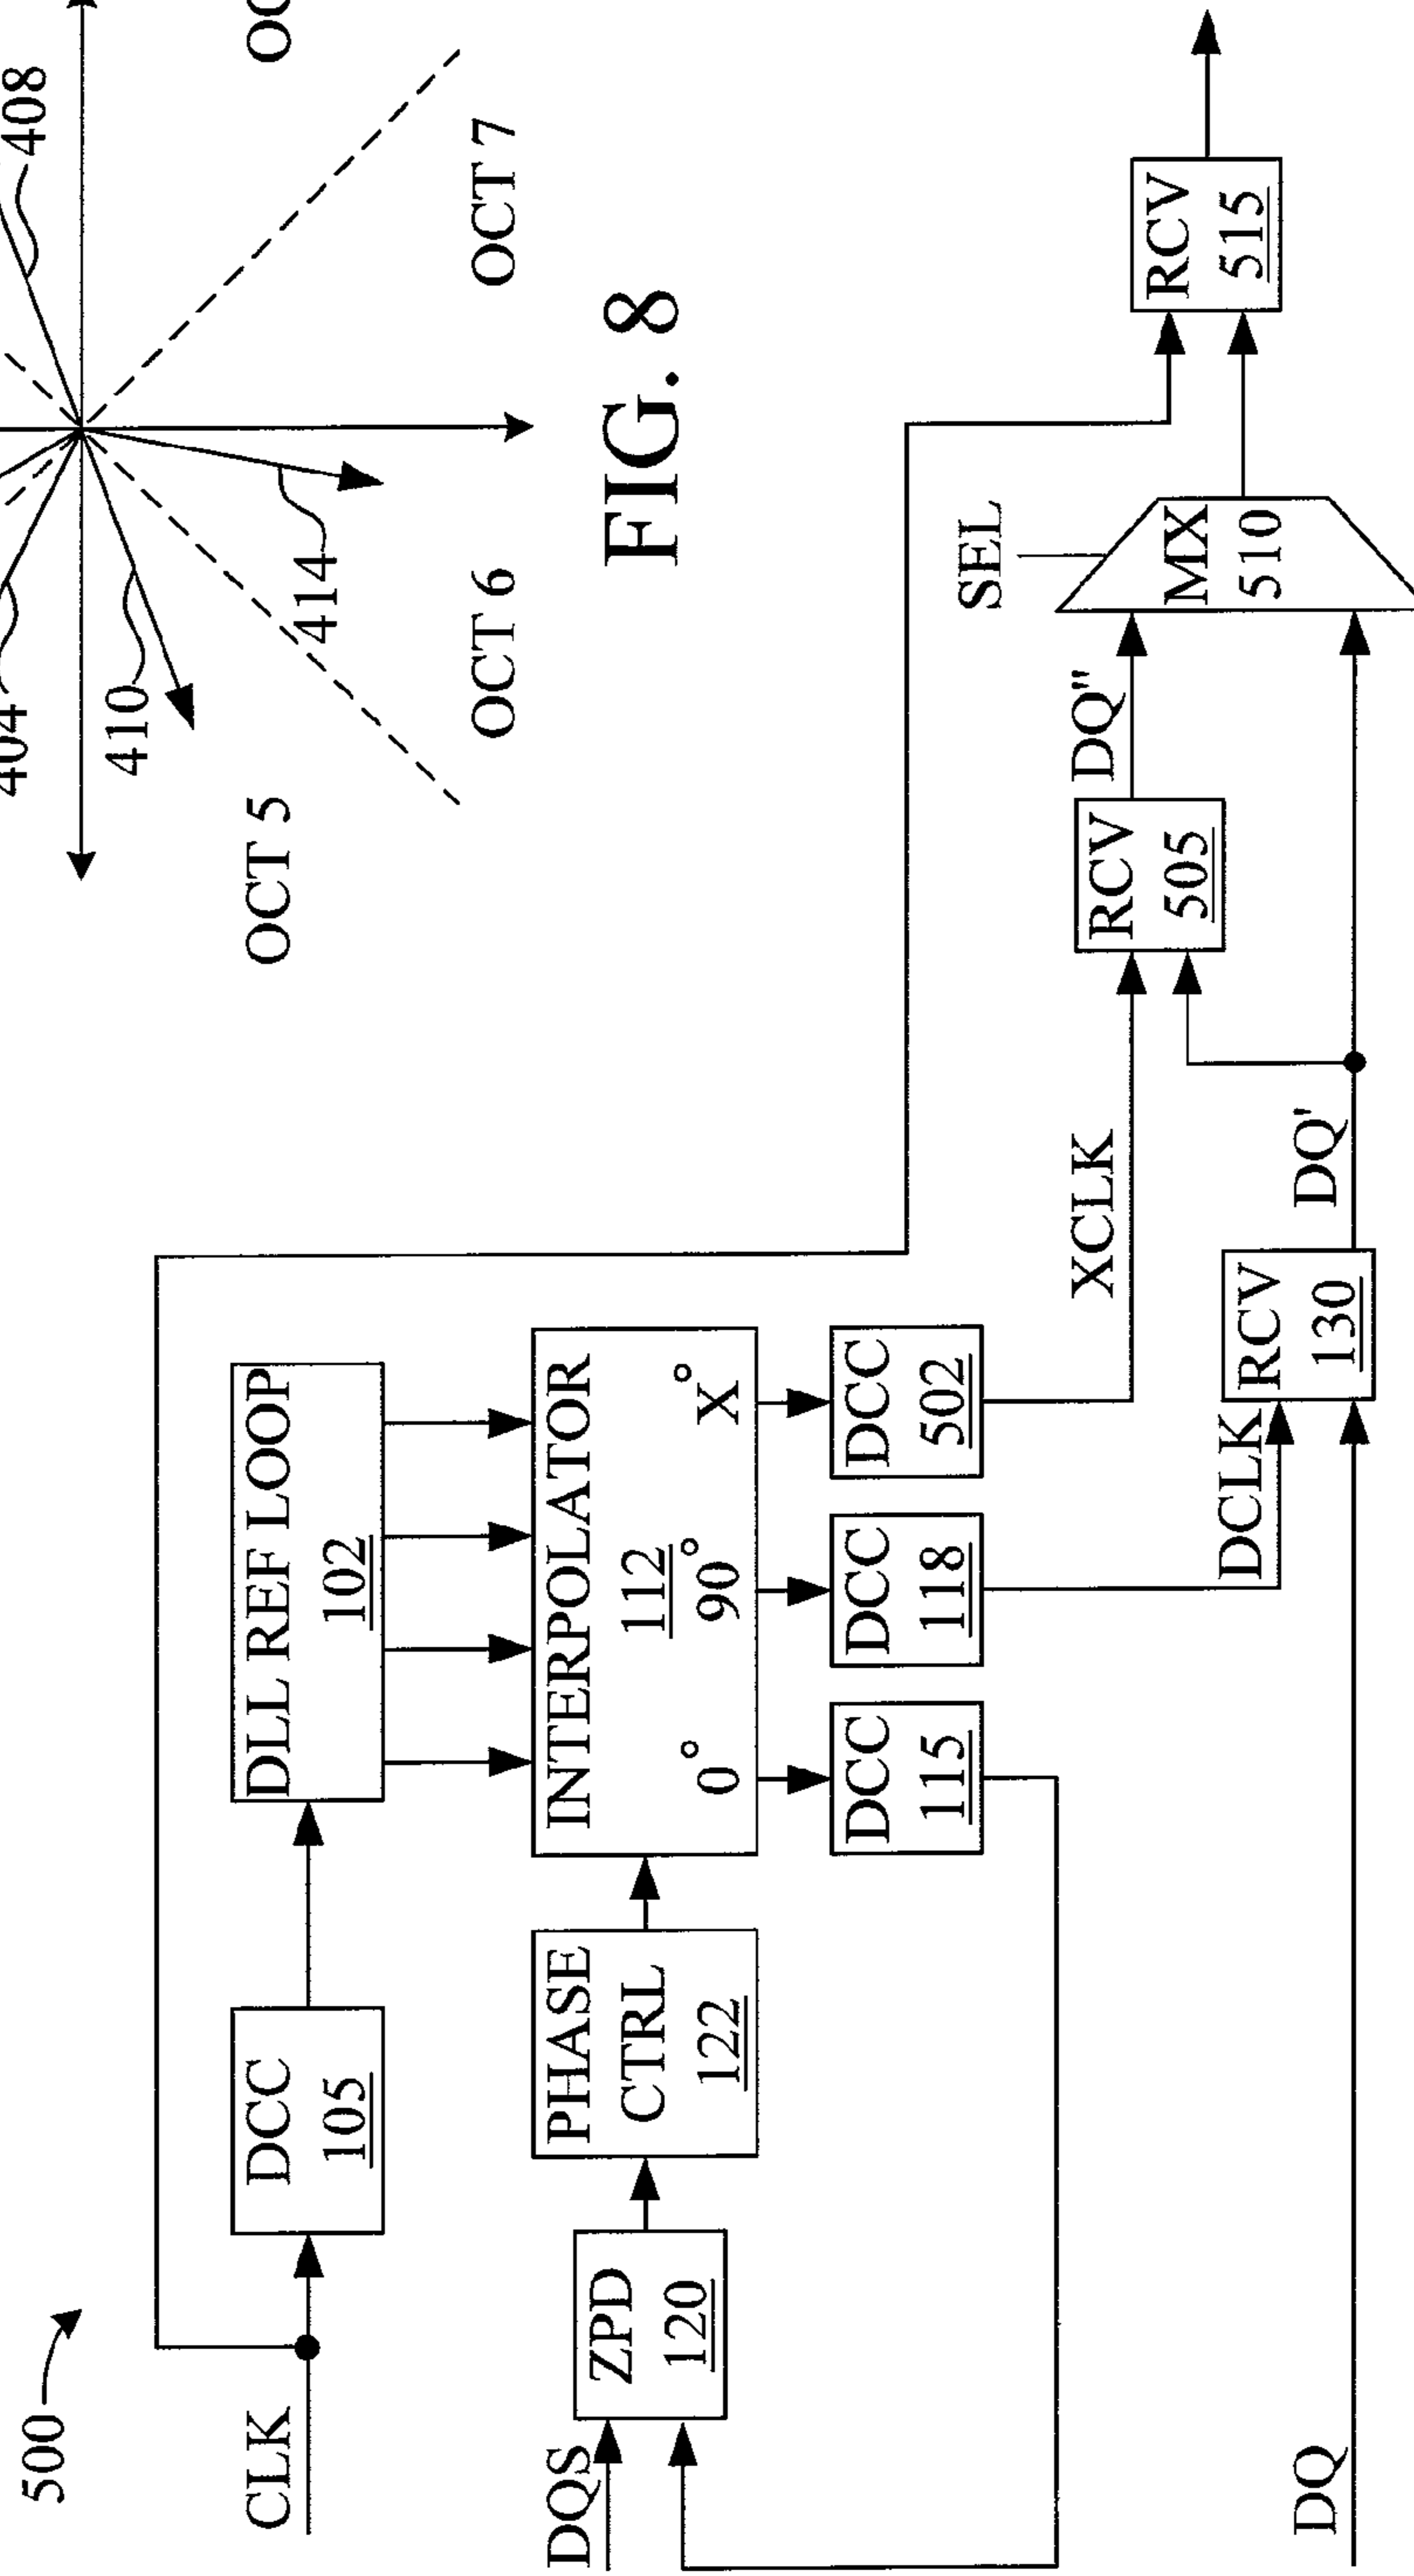 408
404
410
414
OCT 5
OCT 6
OCT 7
FIG. 8
500
CLK
DCC
105
DLL REF LOOP
102
DQS
ZPD
120
PHASE
CTRL
122
INTERPOLATOR
112
0° 90° X°
DCC
115
DCC
118
DCC
502
XCLK
DCLK
DQ
RCV
130
DQ'
RCV
505
DQ"
SEL
MX
510
RCV
515